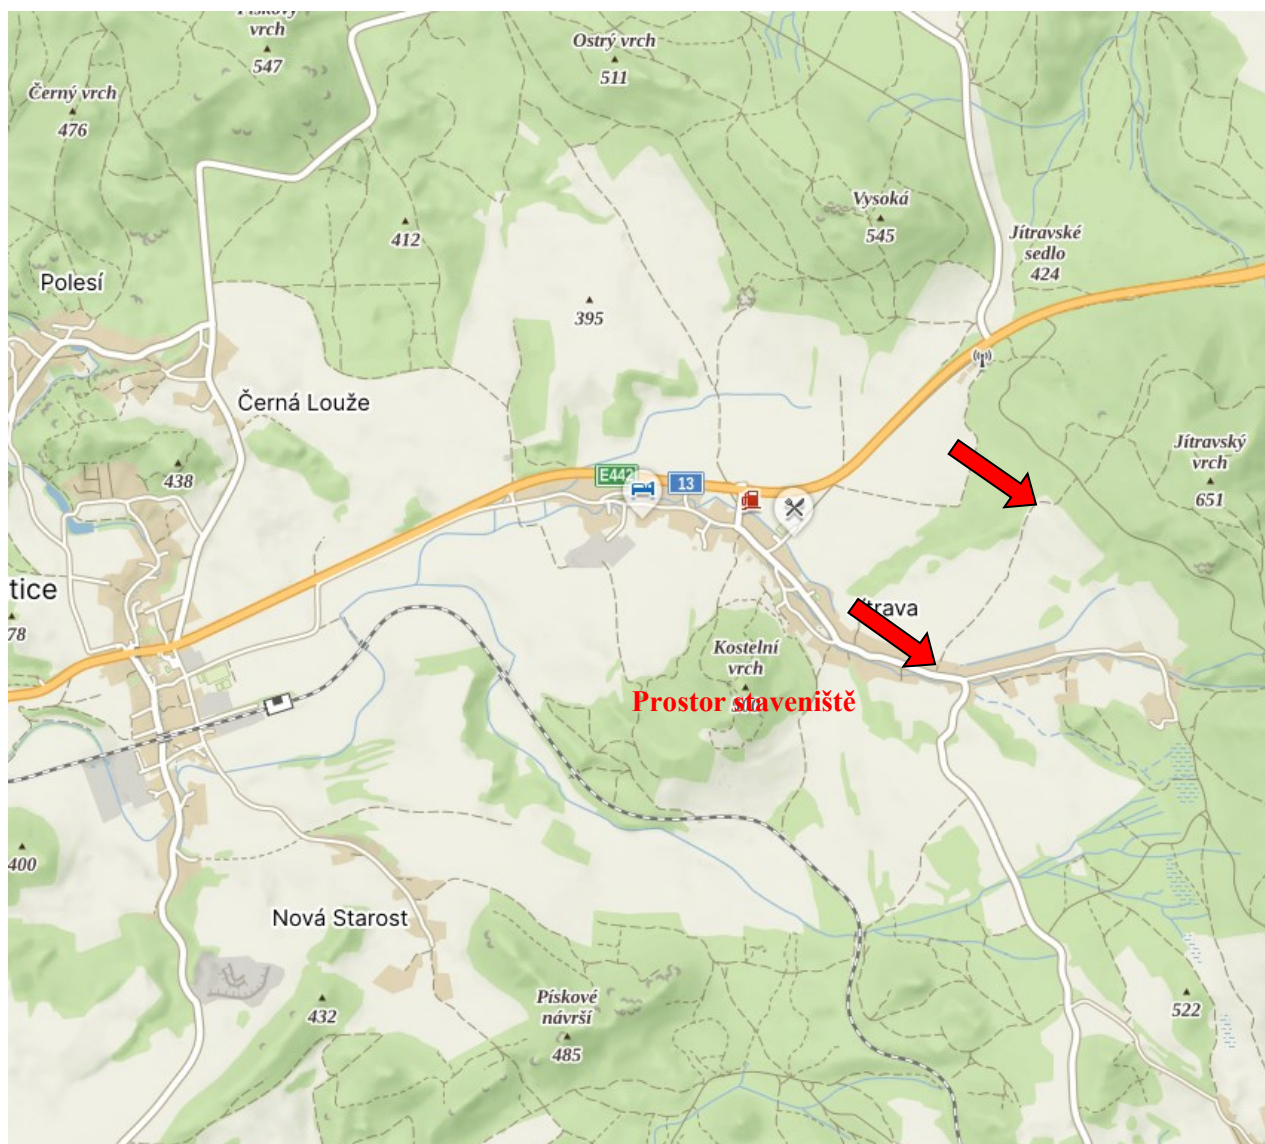 vrch
547
Ostrý vrch
511
Černý vrch
476
Vysoká
545
412
Jítravské
sedlo
424
Polesí
395
Černá Louže
438
E442
13
Jítravský
vrch
651
tice
78
Kostelní
vrch
Prostor staveniště
400
Nová Starost
432
Pískové
návrší
485
522